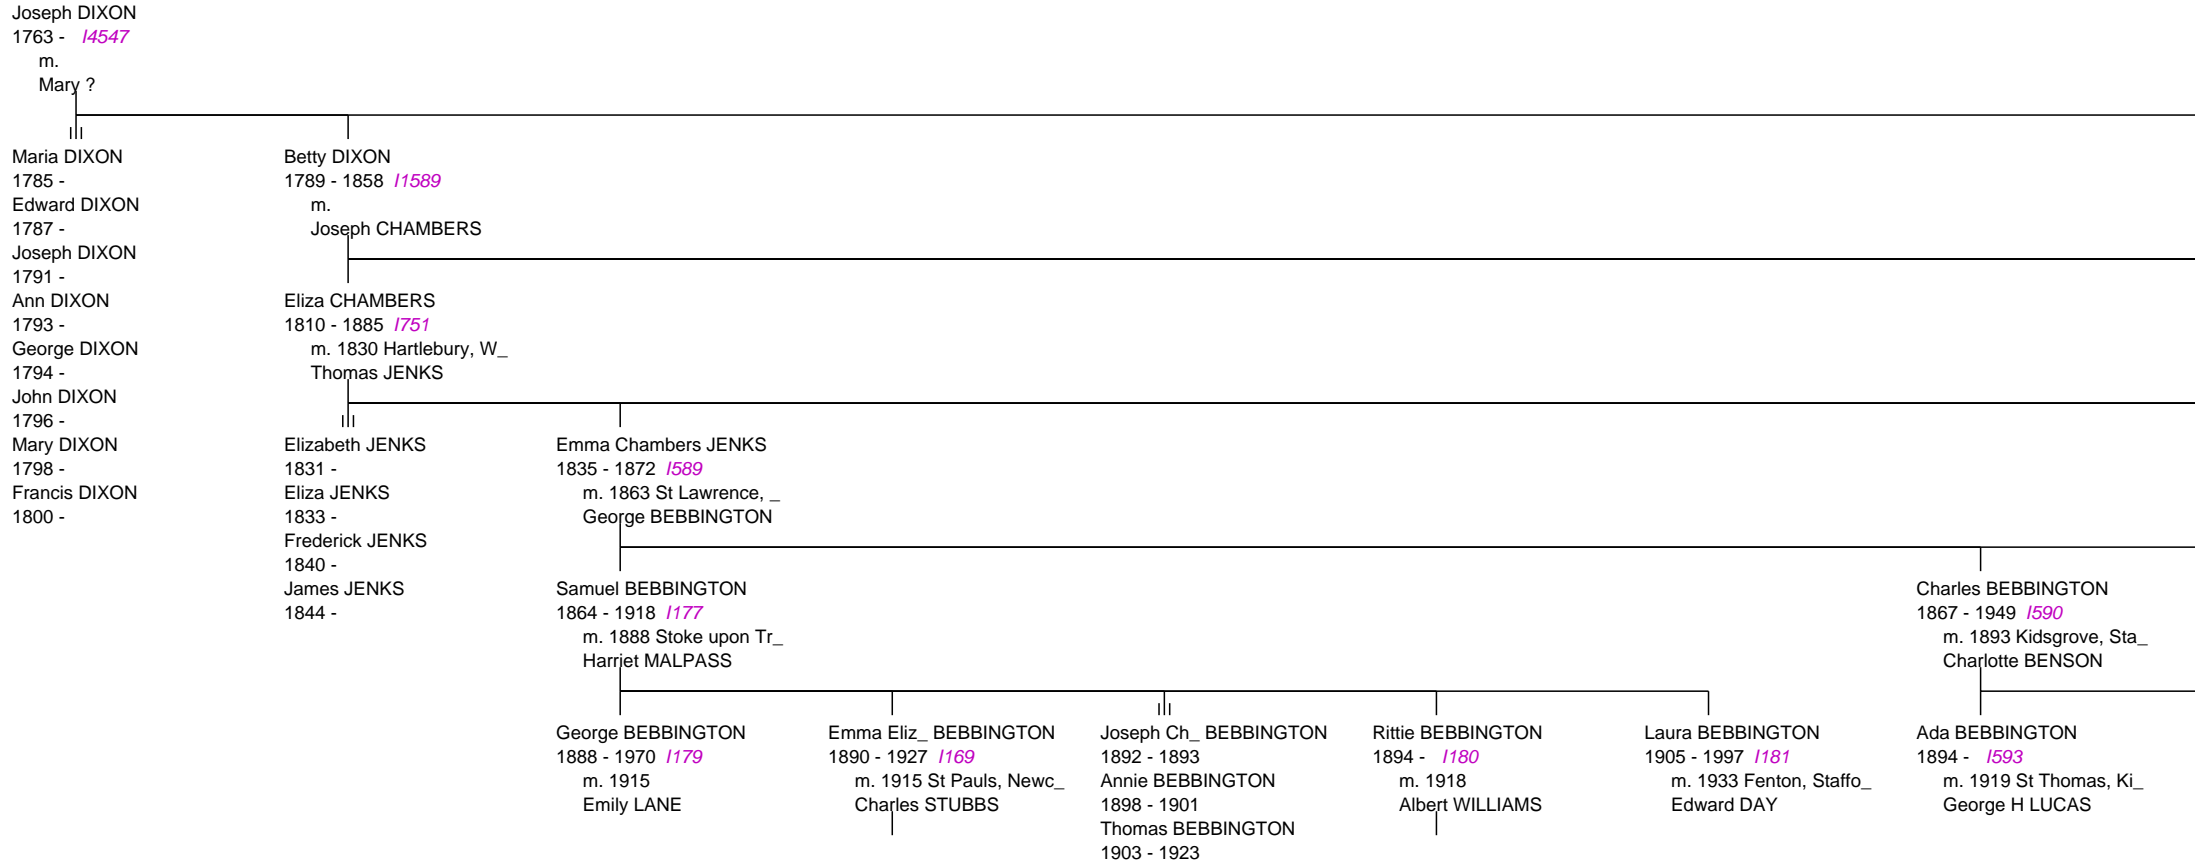 Joseph DIXON
1763 - I4547
m.
Mary ?
Maria DIXON
1785 -
Edward DIXON
1787 -
Joseph DIXON
1791 -
Ann DIXON
1793 -
George DIXON
1794 -
John DIXON
1796 -
Mary DIXON
1798 -
Francis DIXON
1800 -
Betty DIXON
1789 - 1858 I1589
m.
Joseph CHAMBERS
Eliza CHAMBERS
1810 - 1885 I751
m. 1830 Hartlebury, W_
Thomas JENKS
Elizabeth JENKS
1831 -
Eliza JENKS
1833 -
Frederick JENKS
1840 -
James JENKS
1844 -
Emma Chambers JENKS
1835 - 1872 I589
m. 1863 St Lawrence, _
George BEBBINGTON
Samuel BEBBINGTON
1864 - 1918 I177
m. 1888 Stoke upon Tr_
Harriet MALPASS
George BEBBINGTON
1888 - 1970 I179
m. 1915
Emily LANE
Emma Eliz_ BEBBINGTON
1890 - 1927 I169
m. 1915 St Pauls, Newc_
Charles STUBBS
Joseph Ch_ BEBBINGTON
1892 - 1893
Annie BEBBINGTON
1898 - 1901
Thomas BEBBINGTON
1903 - 1923
Rittie BEBBINGTON
1894 - I180
m. 1918
Albert WILLIAMS
Laura BEBBINGTON
1905 - 1997 I181
m. 1933 Fenton, Staffo_
Edward DAY
Charles BEBBINGTON
1867 - 1949 I590
m. 1893 Kidsgrove, Sta_
Charlotte BENSON
Ada BEBBINGTON
1894 - I593
m. 1919 St Thomas, Ki_
George H LUCAS